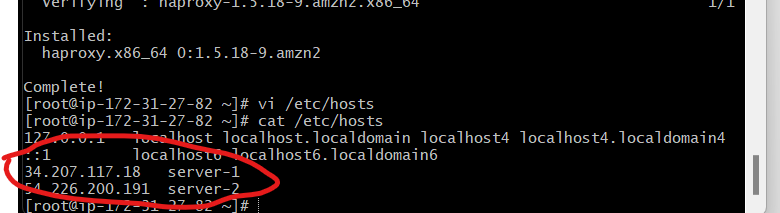 Verifying  : haproxy-1.5.18-9.amzn2.x86_64 1/1
Installed:
haproxy.x86_64 0:1.5.18-9.amzn2
Complete!
[root@ip-172-31-27-82 ~]# vi /etc/hosts
[root@ip-172-31-27-82 ~]# cat /etc/hosts
127.0.0.1   localhost localhost.localdomain localhost4 localhost4.localdomain4
::1         localhost6 localhost6.localdomain6
34.207.117.18   server-1
54.226.200.191  server-2
[root@ip-172-31-27-82 ~]#